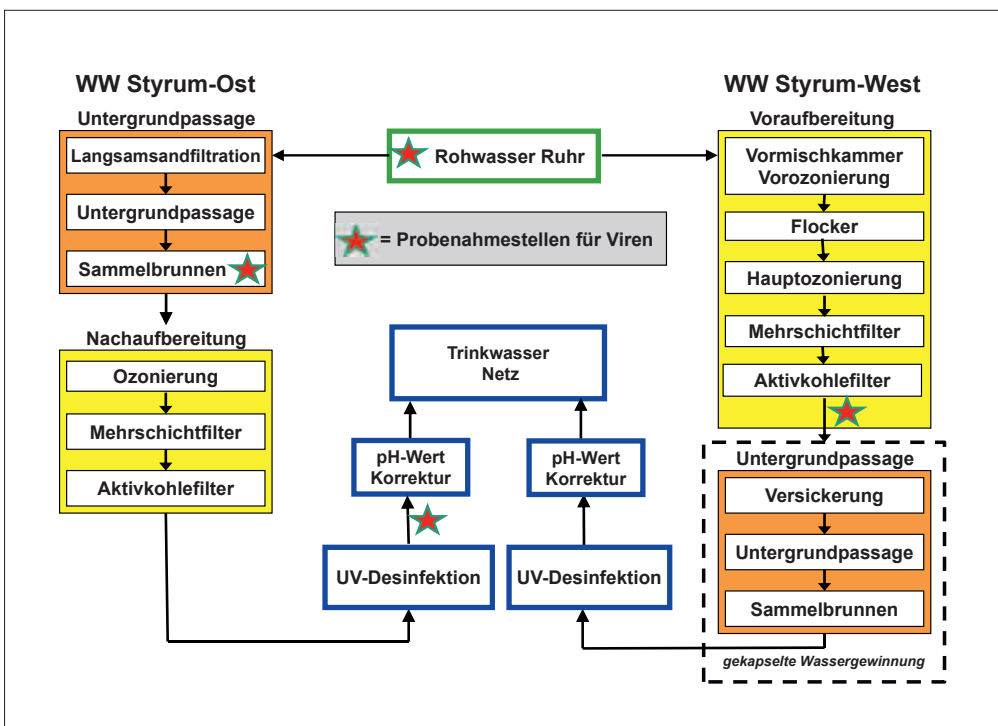 WW Styrum-Ost
Untergrundpassage
Langsamsandfiltration
Untergrundpassage
Sammelbrunnen
Nachaufbereitung
Ozonierung
Mehrschichtfilter
Aktivkohlefilter
Rohwasser Ruhr
= Probenahmestellen für Viren
Trinkwasser
Netz
pH-Wert
Korrektur
UV-Desinfektion
pH-Wert
Korrektur
UV-Desinfektion
WW Styrum-West
Voraufbereitung
Vormischkammer
Vorozonierung
Flocker
Hauptozonierung
Mehrschichtfilter
Aktivkohlefilter
Untergrundpassage
Versickerung
Untergrundpassage
Sammelbrunnen
gekapselte Wassergewinnung